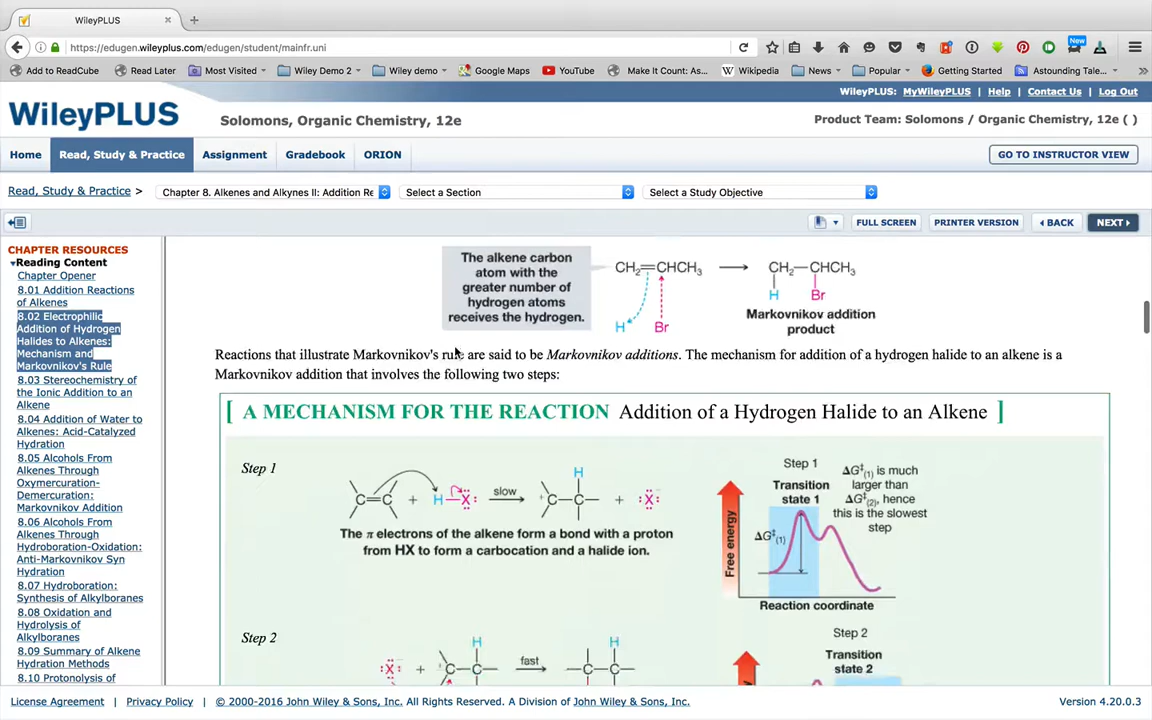 WileyPLUS
https://edugen.wileyplus.com/edugen/student/mainfr.uni
New
Add to ReadCube Read Later Most Visited Wiley Demo 2 Wiley demo Google Maps YouTube Make It Count: As... Wikipedia News Popular Getting Started Astounding Tale...
WileyPLUS: MyWileyPLUS | Help | Contact Us | Log Out
WileyPLUS Solomons, Organic Chemistry, 12e
Product Team: Solomons / Organic Chemistry, 12e ( )
Home Read, Study & Practice Assignment Gradebook ORION GO TO INSTRUCTOR VIEW
Read, Study & Practice > Chapter 8. Alkenes and Alkynes II: Addition Re Select a Section Select a Study Objective
FULL SCREEN PRINTER VERSION BACK NEXT
CHAPTER RESOURCES
Reading Content
Chapter Opener
8.01 Addition Reactions
of Alkenes
8.02 Electrophilic
Addition of Hydrogen
Halides to Alkenes:
Mechanism and
Markovnikov's Rule
8.03 Stereochemistry of
the Ionic Addition to an
Alkene
8.04 Addition of Water to
Alkenes: Acid-Catalyzed
Hydration
8.05 Alcohols From
Alkenes Through
Oxymercuration-
Demercuration:
Markovnikov Addition
8.06 Alcohols From
Alkenes Through
Hydroboration-Oxidation:
Anti-Markovnikov Syn
Hydration
8.07 Hydroboration:
Synthesis of Alkylboranes
8.08 Oxidation and
Hydrolysis of
Alkylboranes
8.09 Summary of Alkene
Hydration Methods
8.10 Protonolysis of
The alkene carbon
atom with the
greater number of
hydrogen atoms
receives the hydrogen.
CH₂=CHCH₃ → CH₂—CHCH₃
H Br
H Br
Markovnikov addition
product
Reactions that illustrate Markovnikov's rule are said to be Markovnikov additions. The mechanism for addition of a hydrogen halide to an alkene is a
Markovnikov addition that involves the following two steps:
[ A MECHANISM FOR THE REACTION Addition of a Hydrogen Halide to an Alkene ]
Step 1
H
C=C + H—X: slow +C—C— + :X:⁻
The π electrons of the alkene form a bond with a proton
from HX to form a carbocation and a halide ion.
Step 1
Transition
state 1
ΔG‡(1) is much
larger than
ΔG‡(2), hence
this is the slowest
step
ΔG‡(1)
Free energy
Reaction coordinate
Step 2
H H
:X:⁻ + +C—C— fast —C—C—
Step 2
Transition
state 2
License Agreement | Privacy Policy | © 2000-2016 John Wiley & Sons, Inc. All Rights Reserved. A Division of John Wiley & Sons, Inc.
Version 4.20.0.3